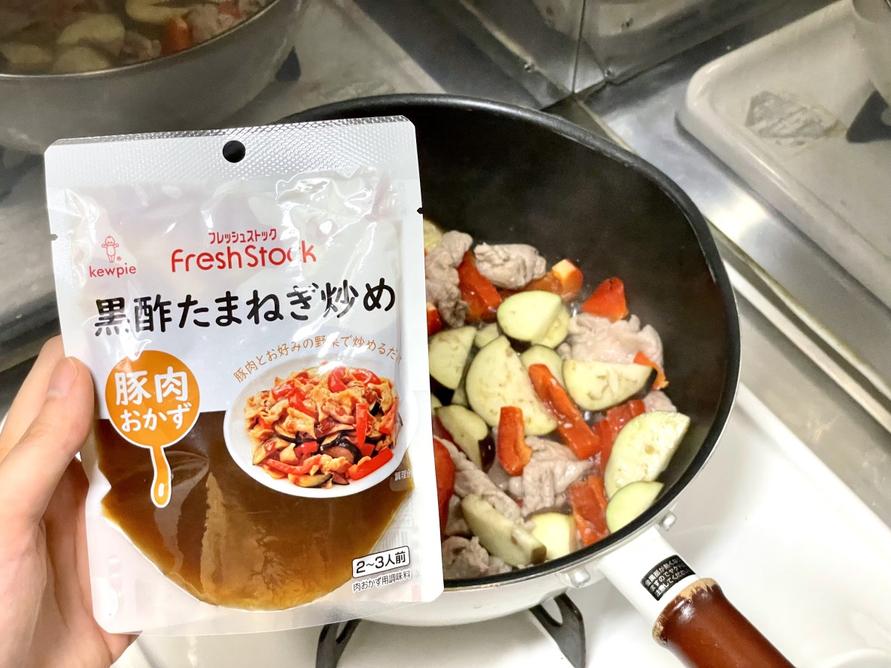 kewpie
フレッシュストック
FreshStock
黒酢たまねぎ炒め
豚肉とお好みの野菜で炒めるだけ
豚肉
おかず
2~3人前
肉おかず用調味料